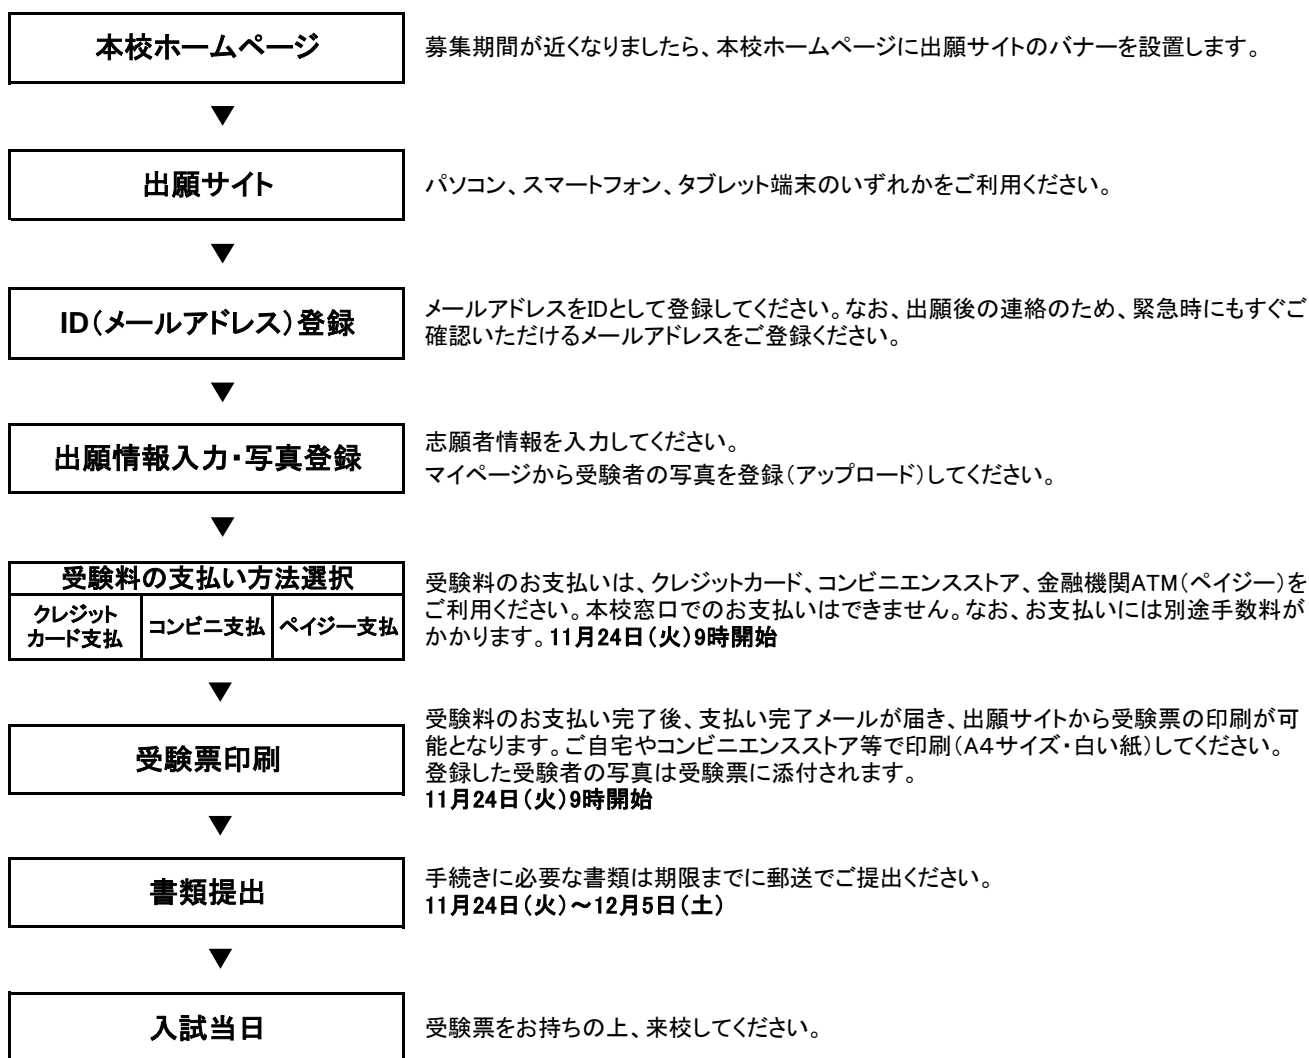 本校ホームページ
募集期間が近くなりましたら、本校ホームページに出願サイトのバナーを設置します。
▼
出願サイト
パソコン、スマートフォン、タブレット端末のいずれかをご利用ください。
▼
ID（メールアドレス）登録
メールアドレスをIDとして登録してください。なお、出願後の連絡のため、緊急時にもすぐご
確認いただけるメールアドレスをご登録ください。
▼
出願情報入力・写真登録
志願者情報を入力してください。
マイページから受験者の写真を登録（アップロード）してください。
▼
受験料の支払い方法選択
クレジット
カード支払
コンビニ支払
ペイジー支払
受験料のお支払いは、クレジットカード、コンビニエンスストア、金融機関ATM（ペイジー）を
ご利用ください。本校窓口でのお支払いはできません。なお、お支払いには別途手数料が
かかります。11月24日（火）9時開始
▼
受験票印刷
受験料のお支払い完了後、支払い完了メールが届き、出願サイトから受験票の印刷が可
能となります。ご自宅やコンビニエンスストア等で印刷（A4サイズ・白い紙）してください。
登録した受験者の写真は受験票に添付されます。
11月24日（火）9時開始
▼
書類提出
手続きに必要な書類は期限までに郵送でご提出ください。
11月24日（火）～12月5日（土）
▼
入試当日
受験票をお持ちの上、来校してください。